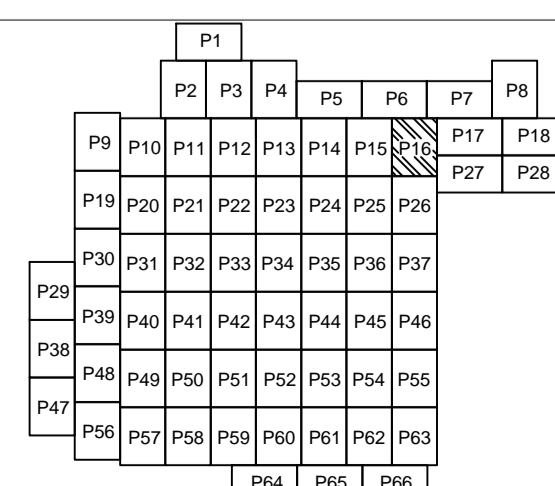 P1
P2 P3 P4 P5 P6 P7 P8
P9 P10 P11 P12 P13 P14 P15 P16 P17 P18
P27 P28
P19 P20 P21 P22 P23 P24 P25 P26
P29 P30 P31 P32 P33 P34 P35 P36 P37
P38 P39 P40 P41 P42 P43 P44 P45 P46
P47 P48 P49 P50 P51 P52 P53 P54 P55
P56 P57 P58 P59 P60 P61 P62 P63
P64 P65 P66